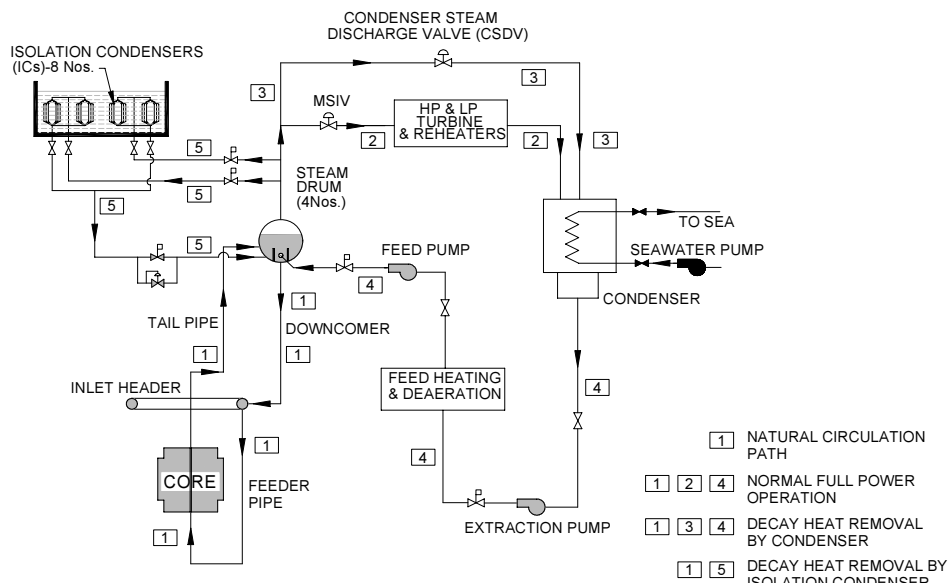 CONDENSER STEAM
DISCHARGE VALVE (CSDV)
ISOLATION CONDENSERS
(ICs)-8 Nos.
3
3
MSIV
HP & LP
TURBINE
& REHEATERS
2
2
3
5
5
STEAM
DRUM
(4Nos.)
5
5
TO SEA
SEAWATER PUMP
FEED PUMP
4
CONDENSER
1
TAIL PIPE
DOWNCOMER
1
1
INLET HEADER
FEED HEATING
& DEAERATION
4
1
CORE
FEEDER
PIPE
4
EXTRACTION PUMP
1
1 NATURAL CIRCULATION
PATH
1 2 4 NORMAL FULL POWER
OPERATION
1 3 4 DECAY HEAT REMOVAL
BY CONDENSER
1 5 DECAY HEAT REMOVAL BY
ISOLATION CONDENSER